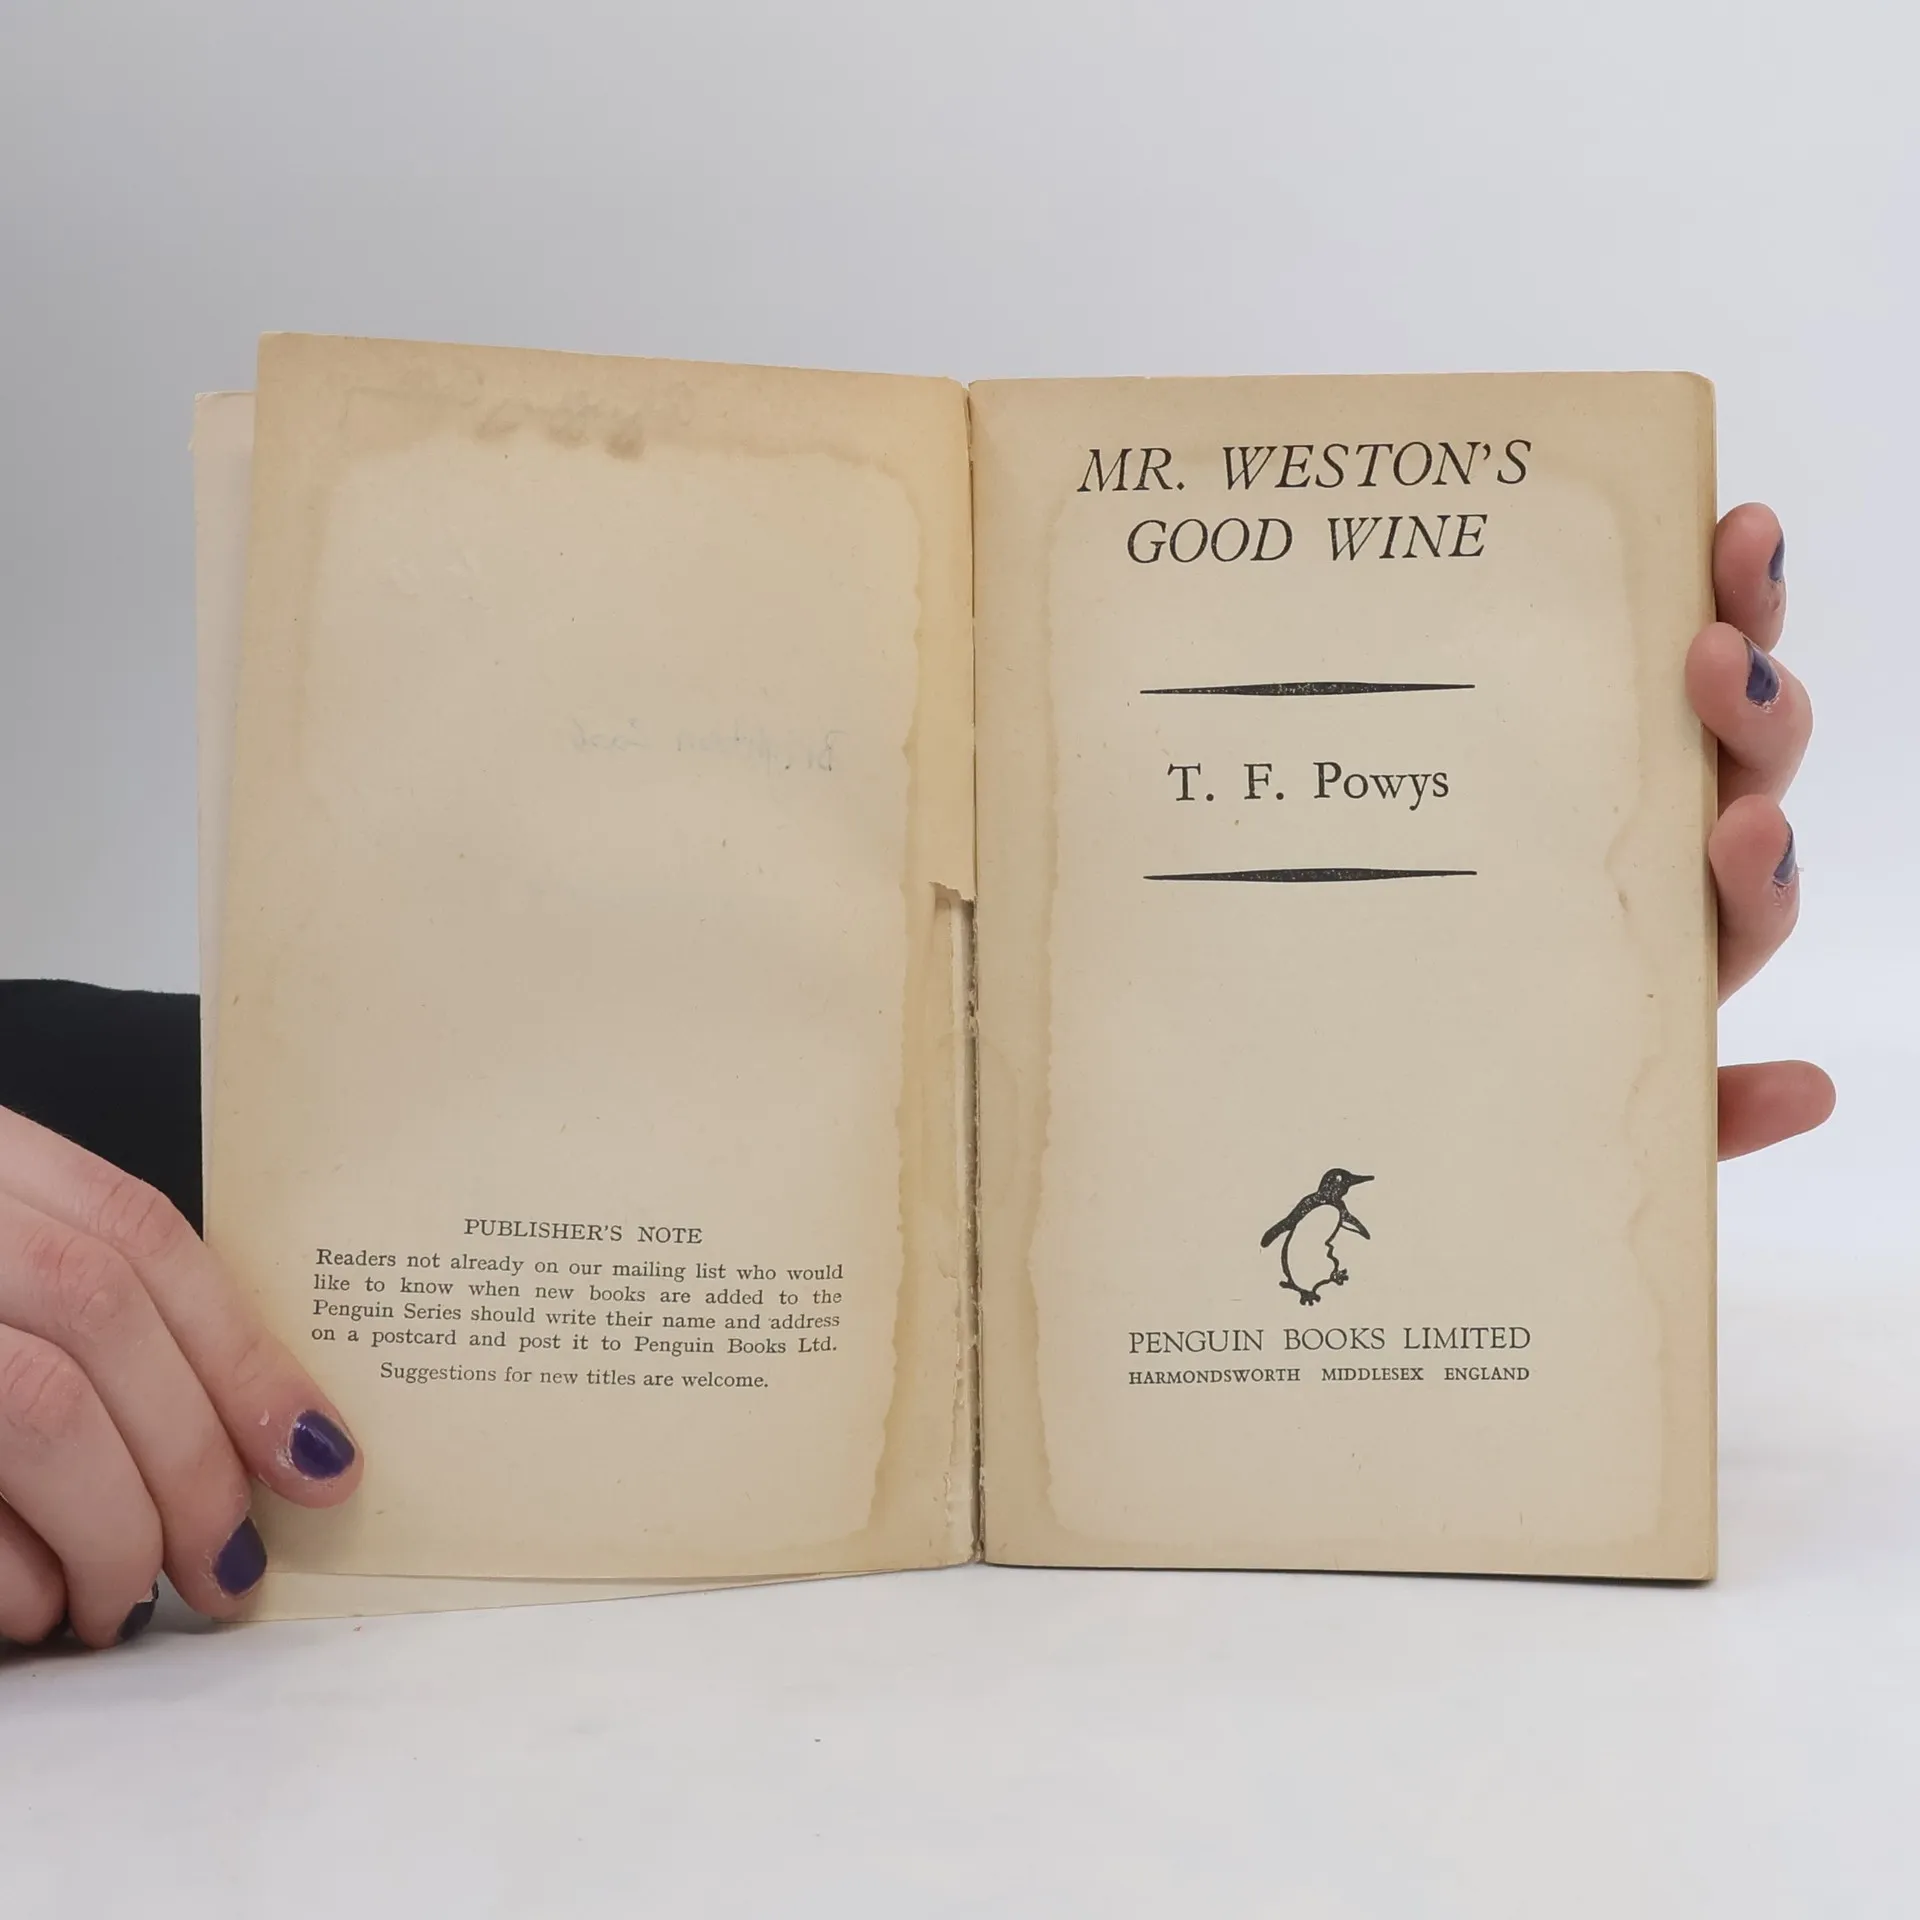 PUBLISHER'S NOTE
Readers not already on our mailing list who would
like to know when new books are added to the
Penguin Series should write their name and address
on a postcard and post it to Penguin Books Ltd.
Suggestions for new titles are welcome.
MR. WESTON'S
GOOD WINE
T. F. Powys
PENGUIN BOOKS LIMITED
HARMONDSWORTH MIDDLESEX ENGLAND